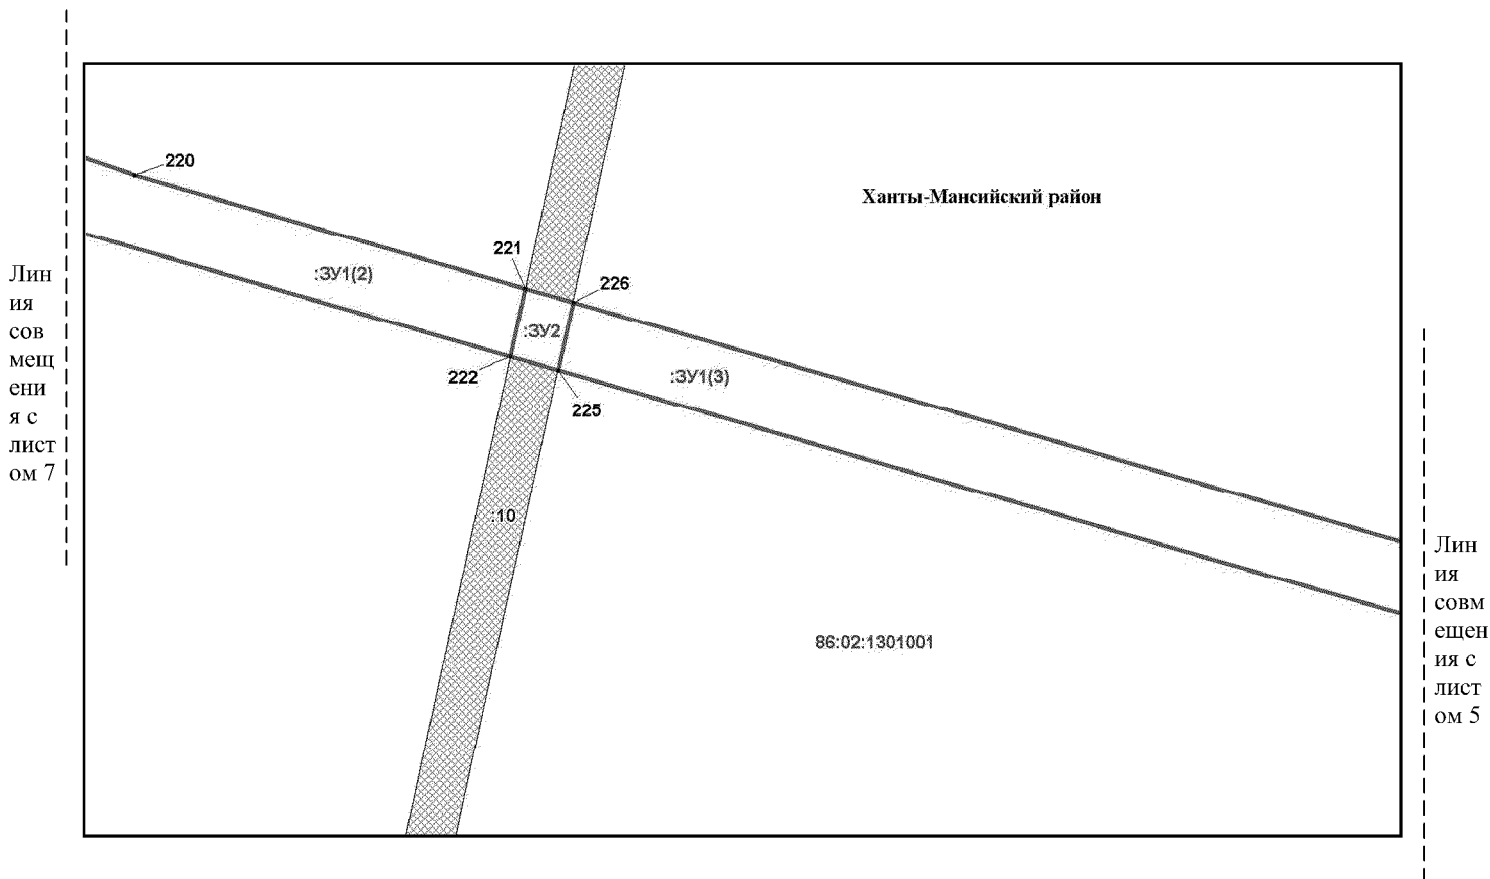 220
Ханты-Мансийский район
221
:ЗУ1(2)
226
Лин
ия
сов
мещ
ени
я с
лист
ом 7
:ЗУ2
222
:ЗУ1(3)
225
:10
86:02:1301001
Лин
ия
совм
ещен
ия с
лист
ом 5